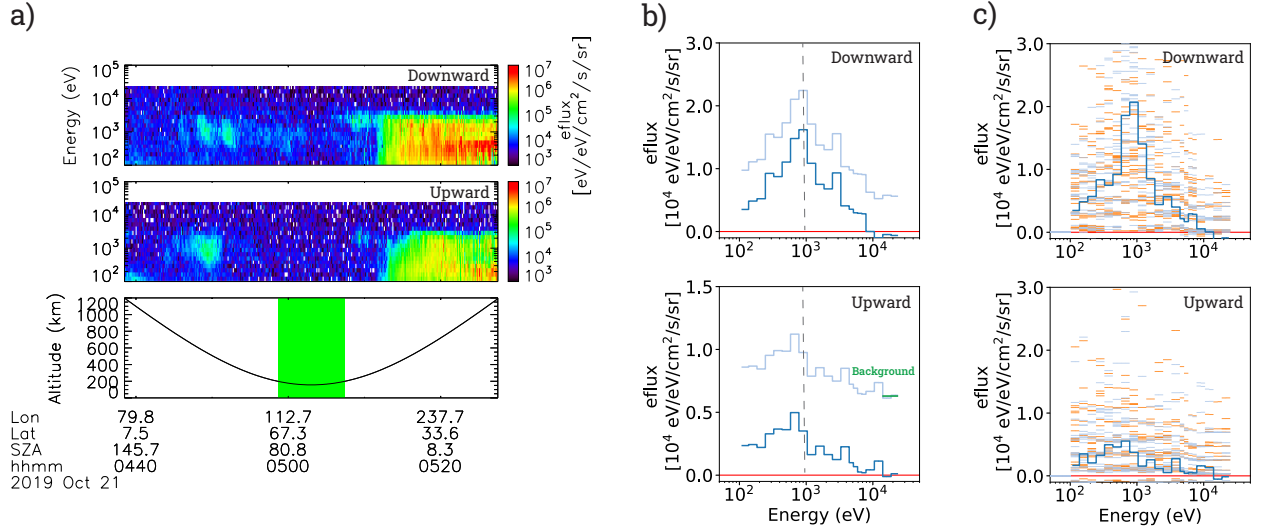 a)
b)
c)
Downward
10⁵
10⁴
10³
10²
Energy (eV)
10⁷
10⁶
10⁵
10⁴
10³
eflux
[eV/eV/cm²/s/sr]
Upward
10⁵
10⁴
10³
10²
10⁷
10⁶
10⁵
10⁴
10³
1200
1000
800
600
400
200
0
Altitude (km)
Lon 79.8 112.7 237.7
Lat 7.5 67.3 33.6
SZA 145.7 80.8 8.3
hhmm 0440 0500 0520
2019 Oct 21
Downward
3.0
2.0
1.0
0.0
eflux
[10⁴ eV/eV/cm²/s/sr]
10² 10³ 10⁴
Upward
Background
1.5
1.0
0.5
0.0
eflux
[10⁴ eV/eV/cm²/s/sr]
10² 10³ 10⁴
Energy (eV)
Downward
3.0
2.0
1.0
0.0
eflux
[10⁴ eV/eV/cm²/s/sr]
10² 10³ 10⁴
Upward
3.0
2.0
1.0
0.0
eflux
[10⁴ eV/eV/cm²/s/sr]
10² 10³ 10⁴
Energy (eV)